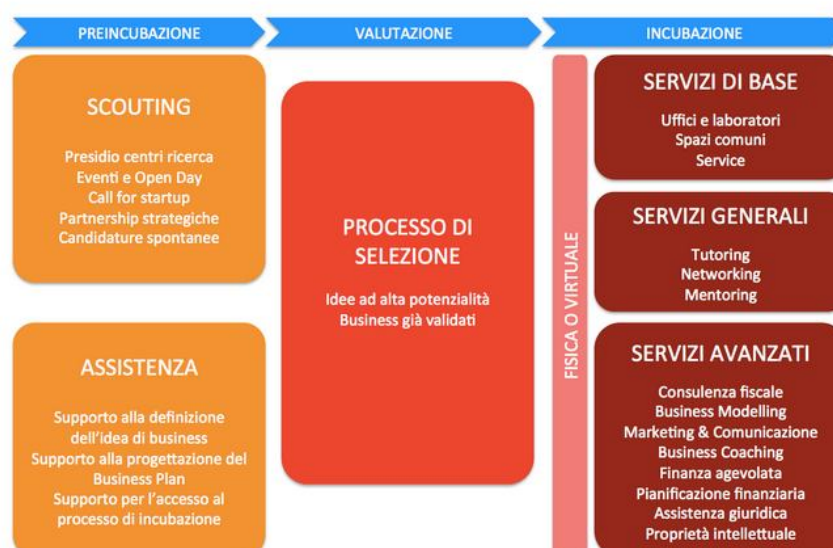 PREINCUBAZIONE
VALUTAZIONE
INCUBAZIONE
SCOUTING
Presidio centri ricerca
Eventi e Open Day
Call for startup
Partnership strategiche
Candidature spontanee
ASSISTENZA
Supporto alla definizione
dell'idea di business
Supporto alla progettazione del
Business Plan
Supporto per l'accesso al
processo di incubazione
PROCESSO DI
SELEZIONE
Idee ad alta potenzialità
Business già validati
FISICA O VIRTUALE
SERVIZI DI BASE
Uffici e laboratori
Spazi comuni
Service
SERVIZI GENERALI
Tutoring
Networking
Mentoring
SERVIZI AVANZATI
Consulenza fiscale
Business Modelling
Marketing & Comunicazione
Business Coaching
Finanza agevolata
Pianificazione finanziaria
Assistenza giuridica
Proprietà intellettuale